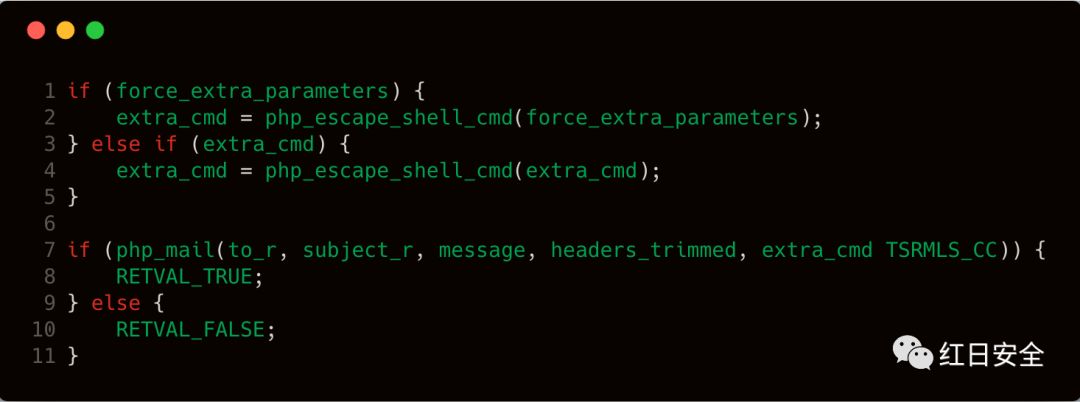 1 if (force_extra_parameters) {
2     extra_cmd = php_escape_shell_cmd(force_extra_parameters);
3 } else if (extra_cmd) {
4     extra_cmd = php_escape_shell_cmd(extra_cmd);
5 }
6
7 if (php_mail(to_r, subject_r, message, headers_trimmed, extra_cmd TSRMLS_CC)) {
8     RETVAL_TRUE;
9 } else {
10     RETVAL_FALSE;
11 }
红日安全